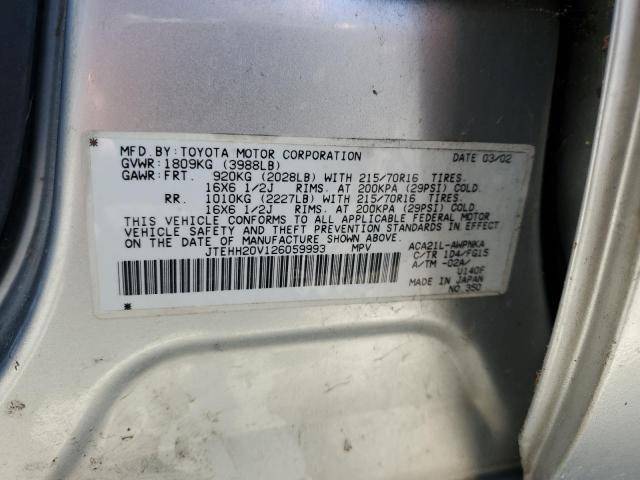 MFD. BY: TOYOTA MOTOR CORPORATION DATE 03/02
GVWR: 1809KG (3988LB)
GAWR: FRT. 920KG (2028LB) WITH 215/70R16 TIRES.
16X6 1/2J RIMS. AT 200KPA (29PSI) COLD.
RR. 1010KG (2227LB) WITH 215/70R16 TIRES.
16X6 1/2J RIMS. AT 200KPA (29PSI) COLD.
THIS VEHICLE CONFORMS TO ALL APPLICABLE FEDERAL MOTOR
VEHICLE SAFETY AND THEFT PREVENTION STANDARDS IN EFFECT
ON THE DATE OF MANUFACTURE SHOWN ABOVE.
JTEHH20V126059993 MPV ACA21L-AWPNKA
C/TR 1D4/FG15
A/TM -02A/
U140F
MADE IN JAPAN
NO. 350